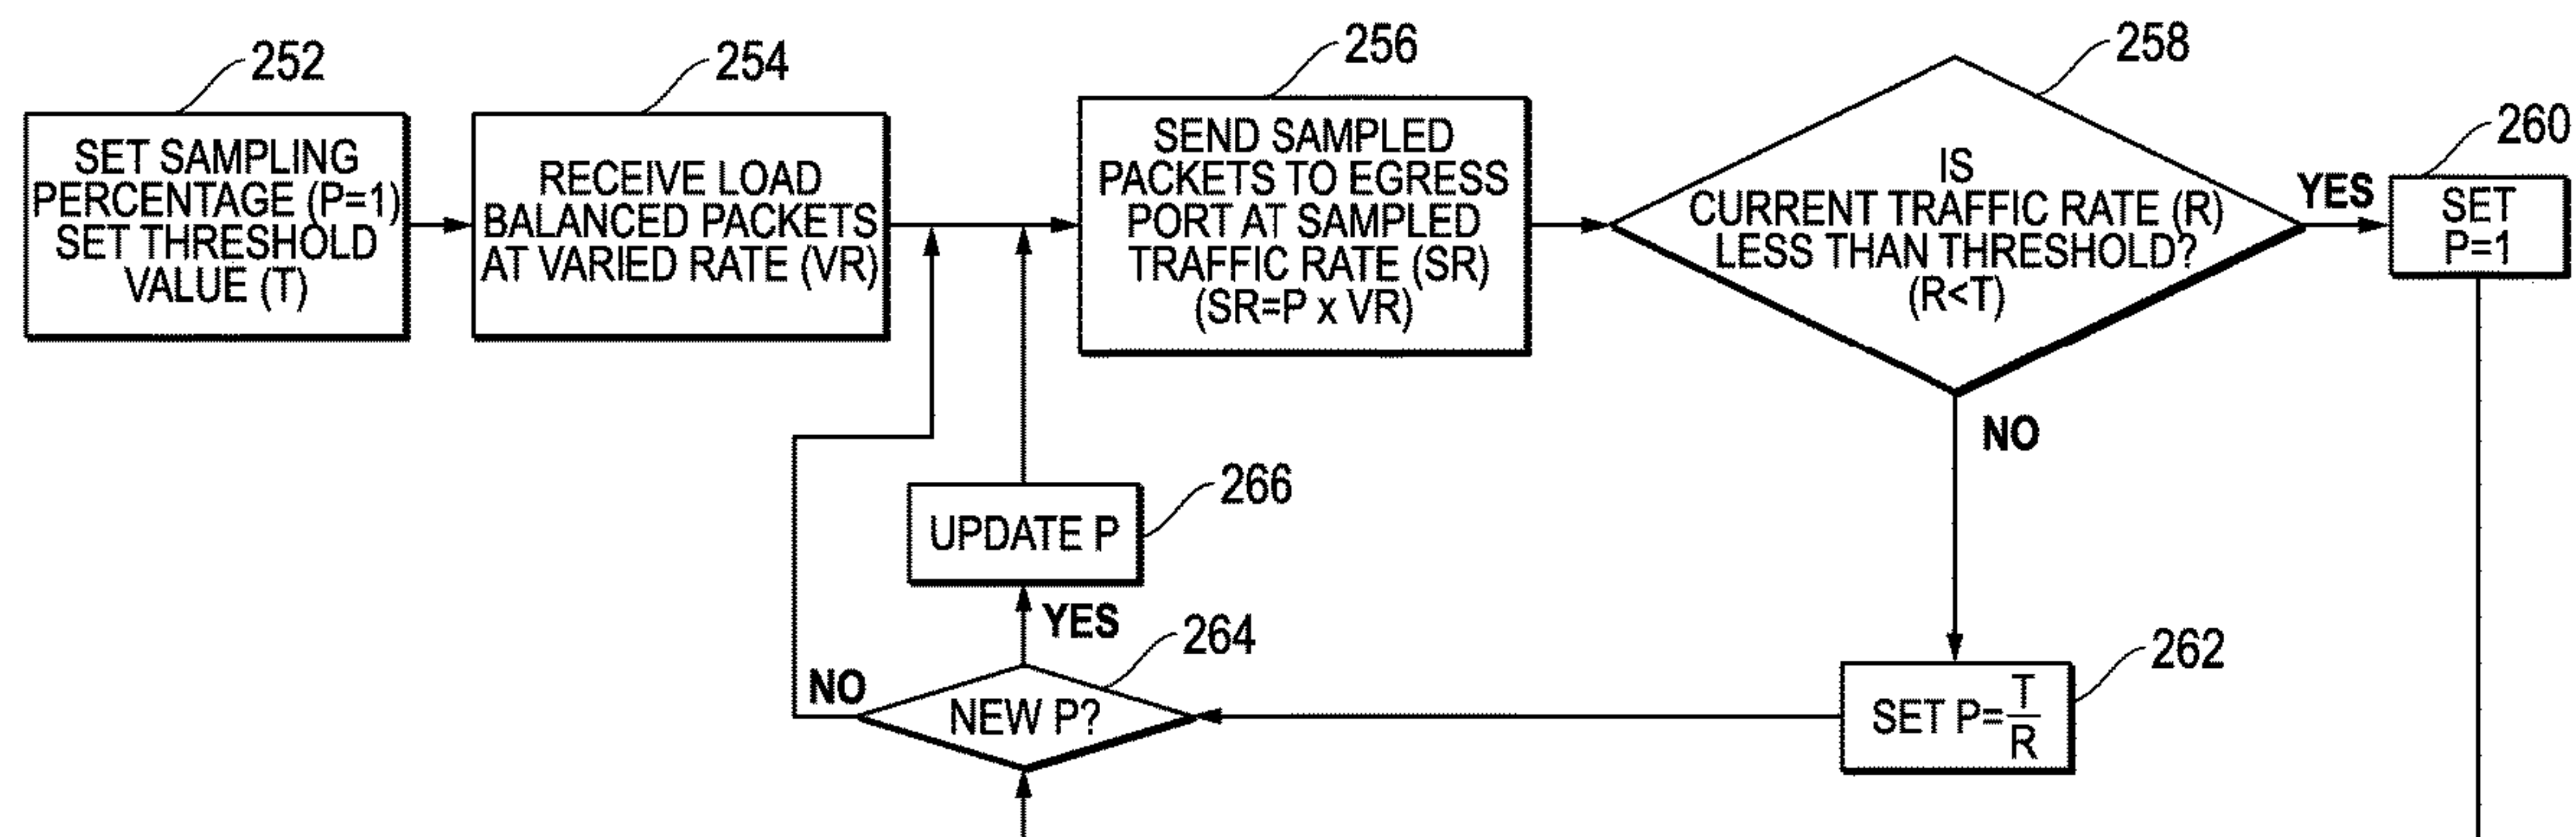 252
SET SAMPLING
PERCENTAGE (P=1)
SET THRESHOLD
VALUE (T)
254
RECEIVE LOAD
BALANCED PACKETS
AT VARIED RATE (VR)
256
SEND SAMPLED
PACKETS TO EGRESS
PORT AT SAMPLED
TRAFFIC RATE (SR)
(SR=P x VR)
258
IS
CURRENT TRAFFIC RATE (R)
LESS THAN THRESHOLD?
(R<T)
YES
260
SET
P=1
NO
262
SET P=T/R
264
NEW P?
NO
YES
266
UPDATE P